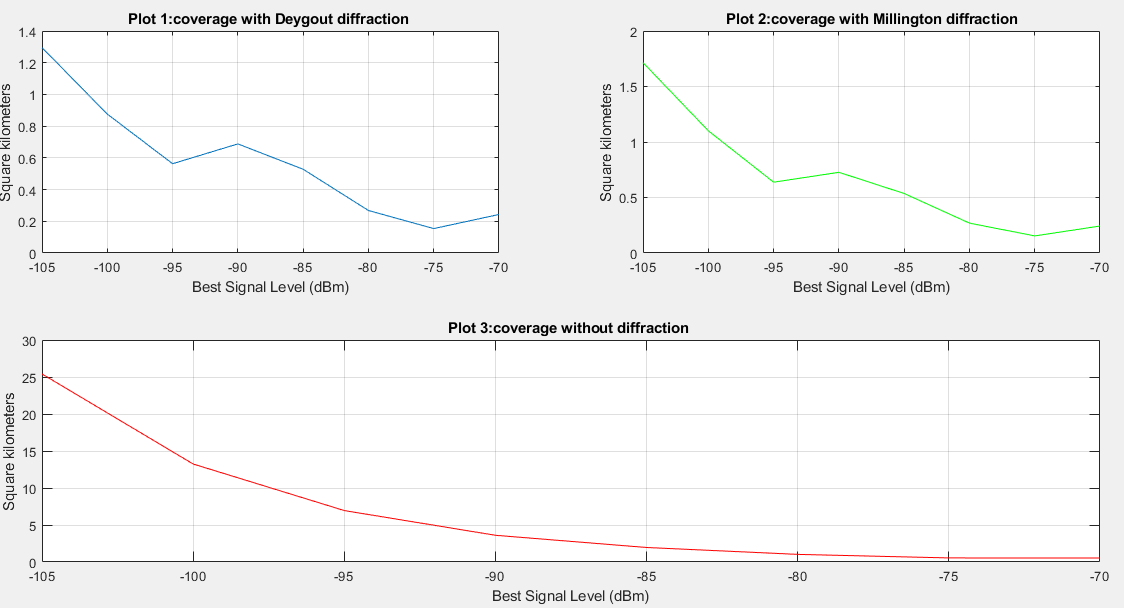 Plot 1:coverage with Deygout diffraction
1.4
1.2
1
0.8
0.6
0.4
0.2
0
Square kilometers
-105 -100 -95 -90 -85 -80 -75 -70
Best Signal Level (dBm)
Plot 2:coverage with Millington diffraction
2
1.5
1
0.5
0
Square kilometers
-105 -100 -95 -90 -85 -80 -75 -70
Best Signal Level (dBm)
Plot 3:coverage without diffraction
30
25
20
15
10
5
0
Square kilometers
-105 -100 -95 -90 -85 -80 -75 -70
Best Signal Level (dBm)